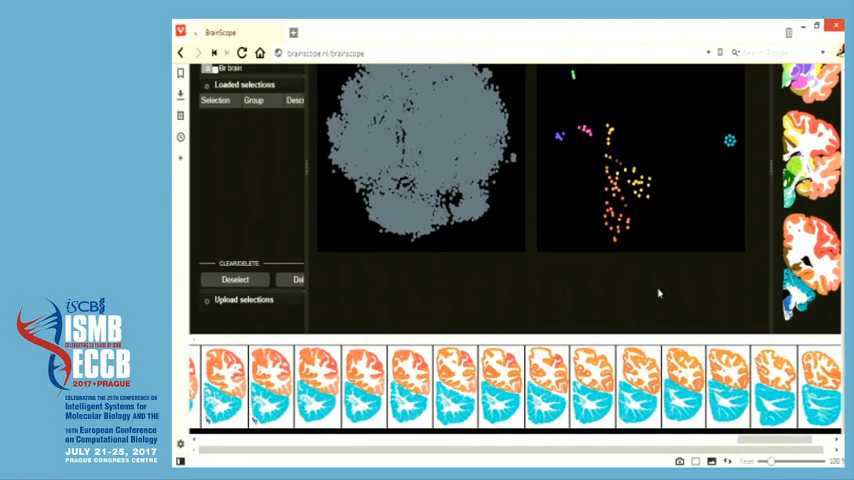 BrainScope
brainscope.nl/brainscope
Search Google
Br brain
Loaded selections
Selection Group Descr
CLEAR/DELETE
Deselect Del
Upload selections
Reset 100 %
iSCB
ISMB
ECCB
2017 • PRAGUE
CELEBRATING THE 25TH CONFERENCE ON
Intelligent Systems for
Molecular Biology AND THE
16TH European Conference
on Computational Biology
JULY 21-25, 2017
PRAGUE CONGRESS CENTRE